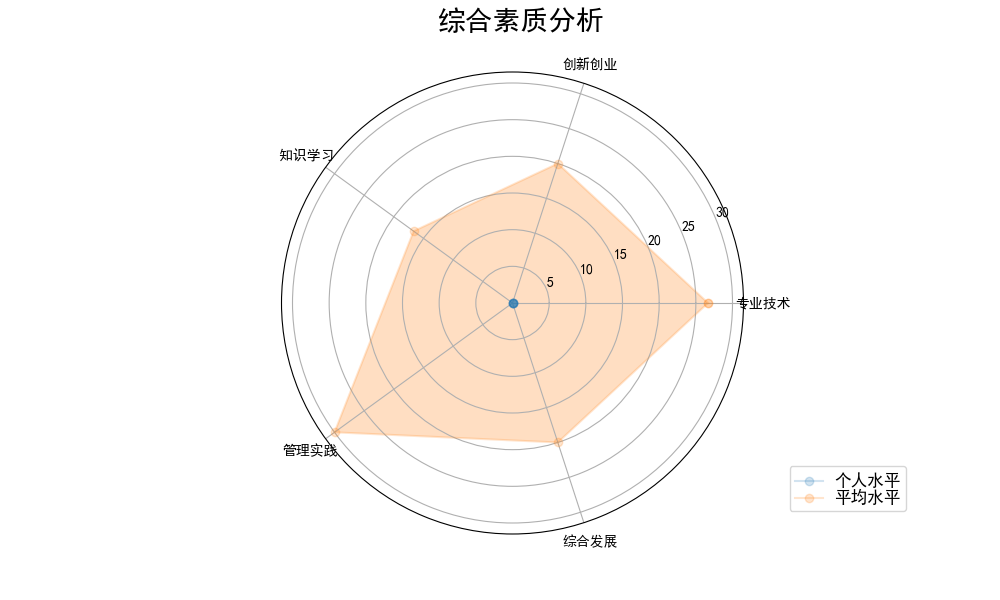 综合素质分析
创新创业
知识学习
30
25
20
15
10
5
专业技术
管理实践
综合发展
个人水平
平均水平